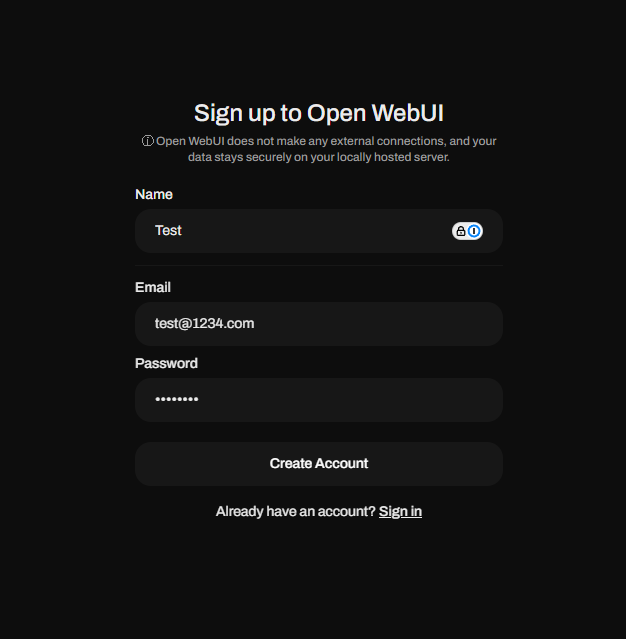 Sign up to Open WebUI
ⓘ Open WebUI does not make any external connections, and your
data stays securely on your locally hosted server.
Name
Test
Email
test@1234.com
Password
••••••••
Create Account
Already have an account? Sign in